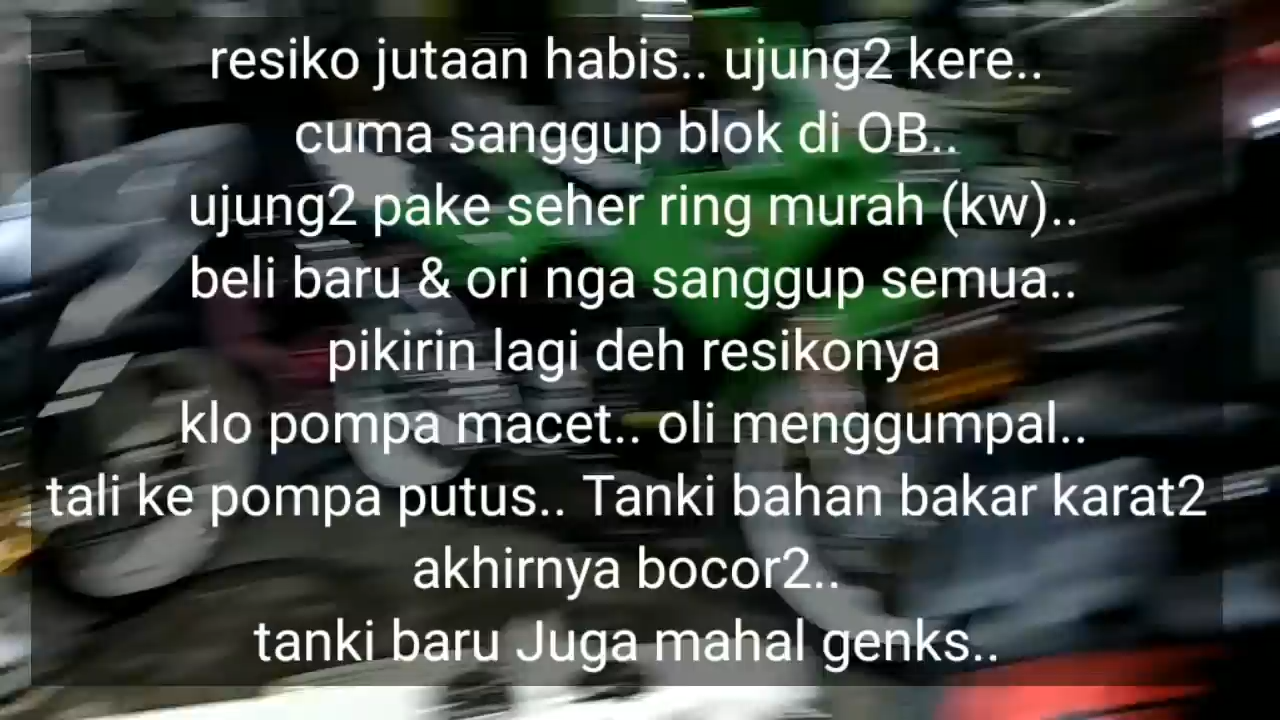 resiko jutaan habis.. ujung2 kere..
cuma sanggup blok di OB..
ujung2 pake seher ring murah (kw)..
beli baru & ori nga sanggup semua..
pikirin lagi deh resikonya
klo pompa macet.. oli menggumpal..
tali ke pompa putus.. Tanki bahan bakar karat2
akhirnya bocor2..
tanki baru Juga mahal genks..